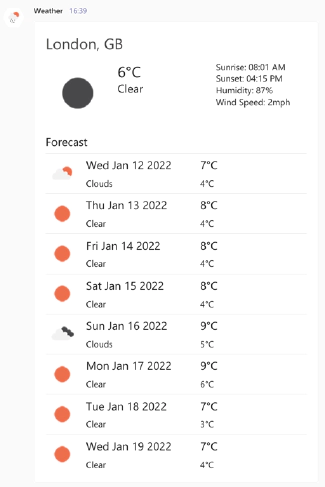 Weather 16:39
London, GB
6°C
Clear
Sunrise: 08:01 AM
Sunset: 04:15 PM
Humidity: 87%
Wind Speed: 2mph
Forecast
Wed Jan 12 2022 7°C
Clouds 4°C
Thu Jan 13 2022 8°C
Clear 4°C
Fri Jan 14 2022 8°C
Clear 4°C
Sat Jan 15 2022 8°C
Clear 4°C
Sun Jan 16 2022 9°C
Clouds 5°C
Mon Jan 17 2022 9°C
Clear 6°C
Tue Jan 18 2022 7°C
Clear 3°C
Wed Jan 19 2022 7°C
Clear 4°C